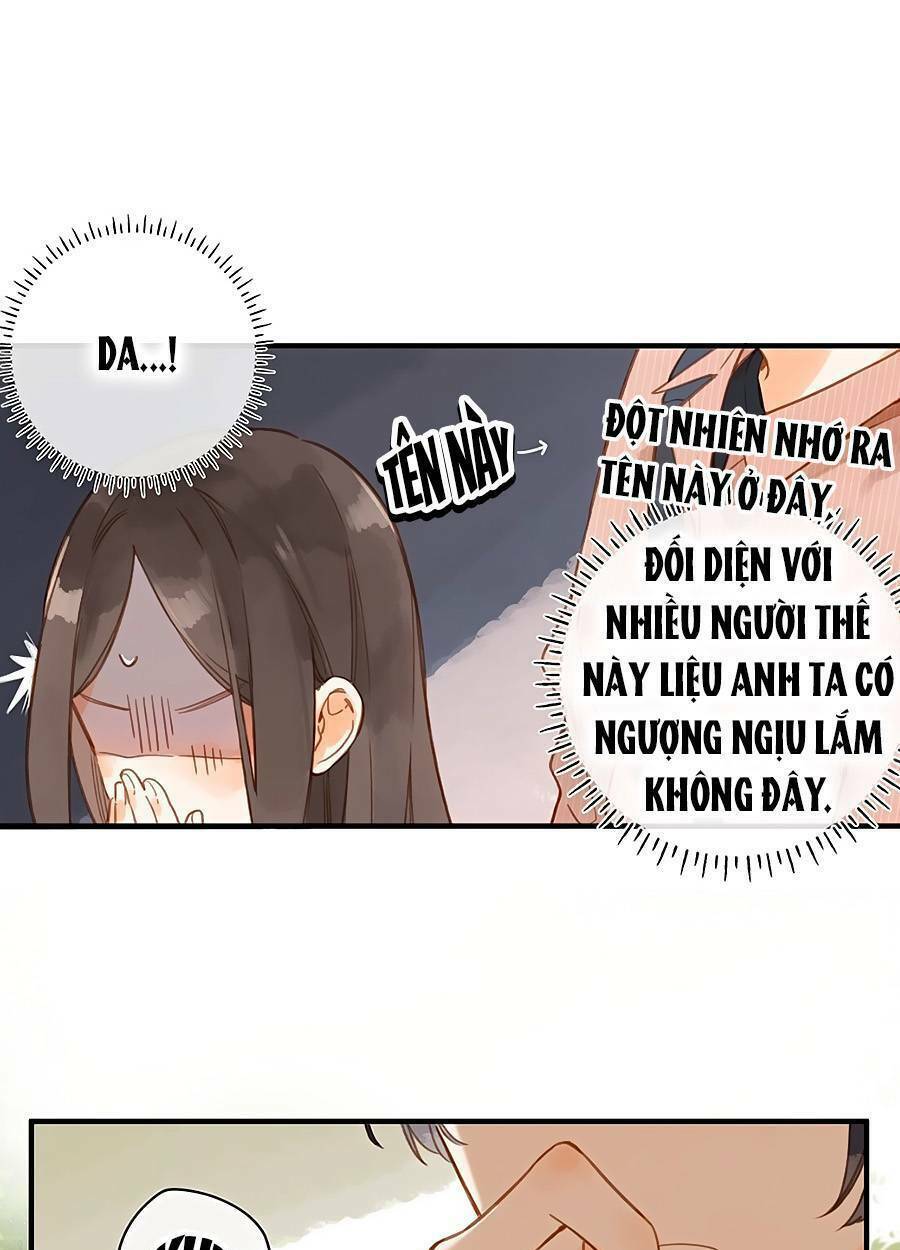 DA...!
TÊN NÀY
ĐỘT NHIÊN NHỚ RA
TÊN NÀY Ở ĐÂY,
ĐỐI DIỆN VỚI
NHIỀU NGƯỜI THẾ
NÀY LIỆU ANH TA CÓ
NGƯỢNG NGỊU LẮM
KHÔNG ĐÂY.